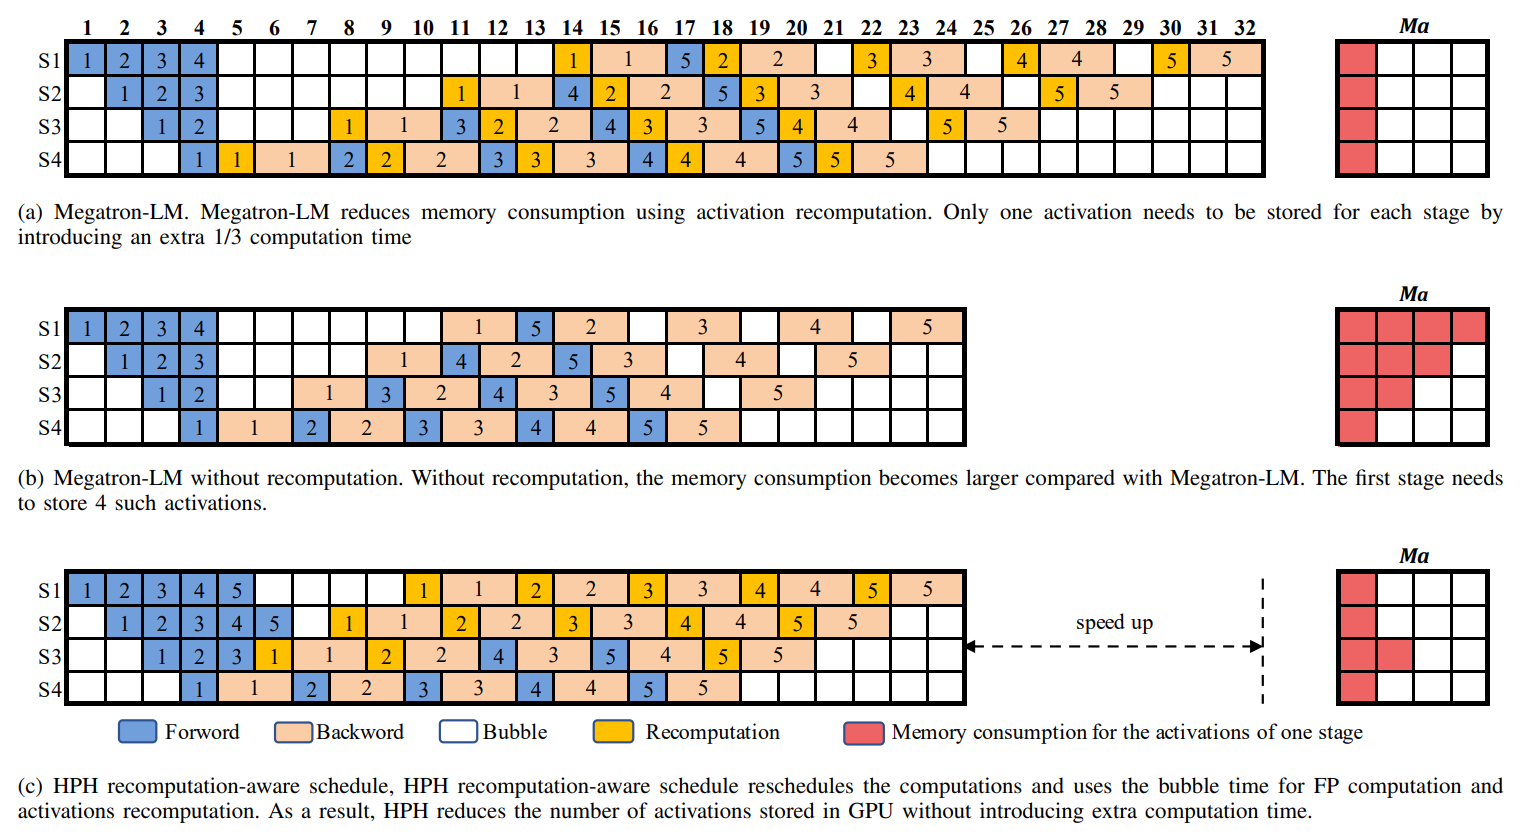 1 2 3 4 5 6 7 8 9 10 11 12 13 14 15 16 17 18 19 20 21 22 23 24 25 26 27 28 29 30 31 32 Ma
S1 1 2 3 4 1 1 5 2 2 3 3 4 4 5 5
S2 1 2 3 1 1 4 2 2 5 3 3 4 4 5 5
S3 1 2 1 1 3 2 2 4 3 3 5 4 4 5 5
S4 1 1 1 2 2 2 3 3 3 4 4 4 5 5 5
(a) Megatron-LM. Megatron-LM reduces memory consumption using activation recomputation. Only one activation needs to be stored for each stage by
introducing an extra 1/3 computation time
Ma
S1 1 2 3 4 1 5 2 3 4 5
S2 1 2 3 1 4 2 5 3 4 5
S3 1 2 1 3 2 4 3 5 4 5
S4 1 1 2 2 3 3 4 4 5 5
(b) Megatron-LM without recomputation. Without recomputation, the memory consumption becomes larger compared with Megatron-LM. The first stage needs
to store 4 such activations.
Ma
S1 1 2 3 4 5 1 1 2 2 3 3 4 4 5 5
S2 1 2 3 4 5 1 1 2 2 3 3 4 4 5 5
speed up
S3 1 2 3 1 1 2 2 4 3 5 4 5 5
S4 1 1 2 2 3 3 4 4 5 5
Forward Backword Bubble Recomputation Memory consumption for the activations of one stage
(c) HPH recomputation-aware schedule, HPH recomputation-aware schedule reschedules the computations and uses the bubble time for FP computation and
activations recomputation. As a result, HPH reduces the number of activations stored in GPU without introducing extra computation time.